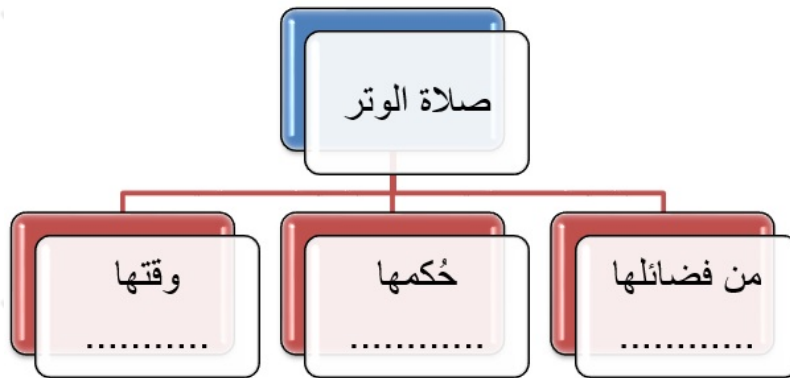 صلاة الوتر
من فضائلها
............
حُكمها
............
وقتها
...........